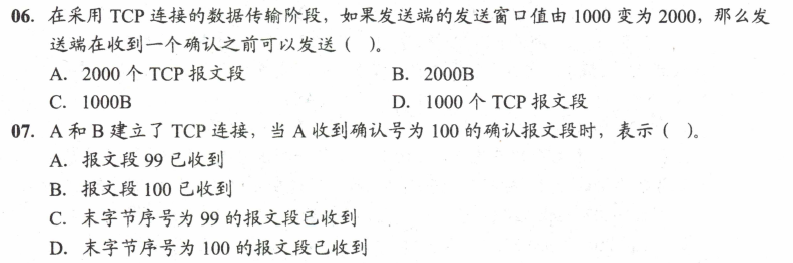 06. 在采用 TCP 连接的数据传输阶段，如果发送端的发送窗口值由 1000 变为 2000，那么发
送端在收到一个确认之前可以发送（ ）。
A. 2000 个 TCP 报文段 B. 2000B
C. 1000B D. 1000 个 TCP 报文段
07. A 和 B 建立了 TCP 连接，当 A 收到确认号为 100 的确认报文段时，表示（ ）。
A. 报文段 99 已收到
B. 报文段 100 已收到
C. 末字节序号为 99 的报文段已收到
D. 末字节序号为 100 的报文段已收到